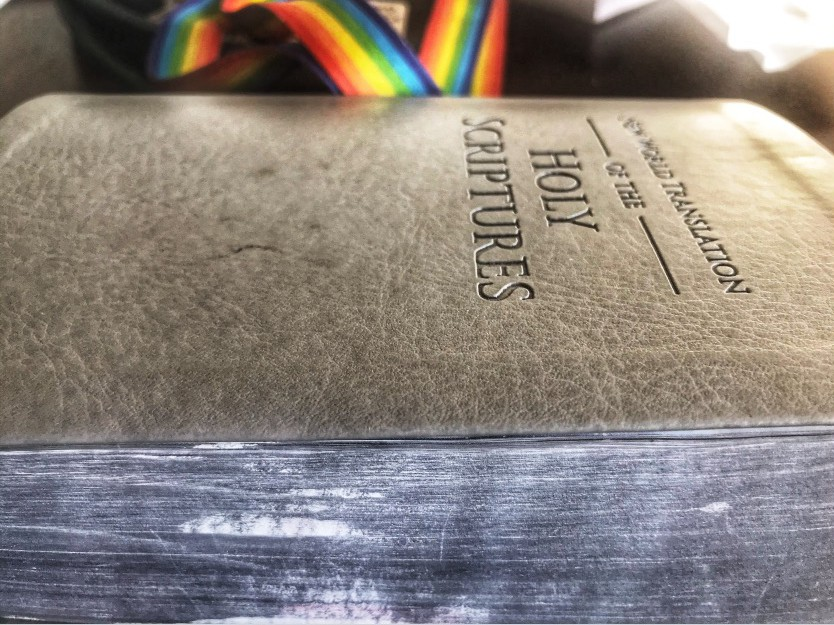 NEW WORLD TRANSLATION
OF THE
HOLY
SCRIPTURES